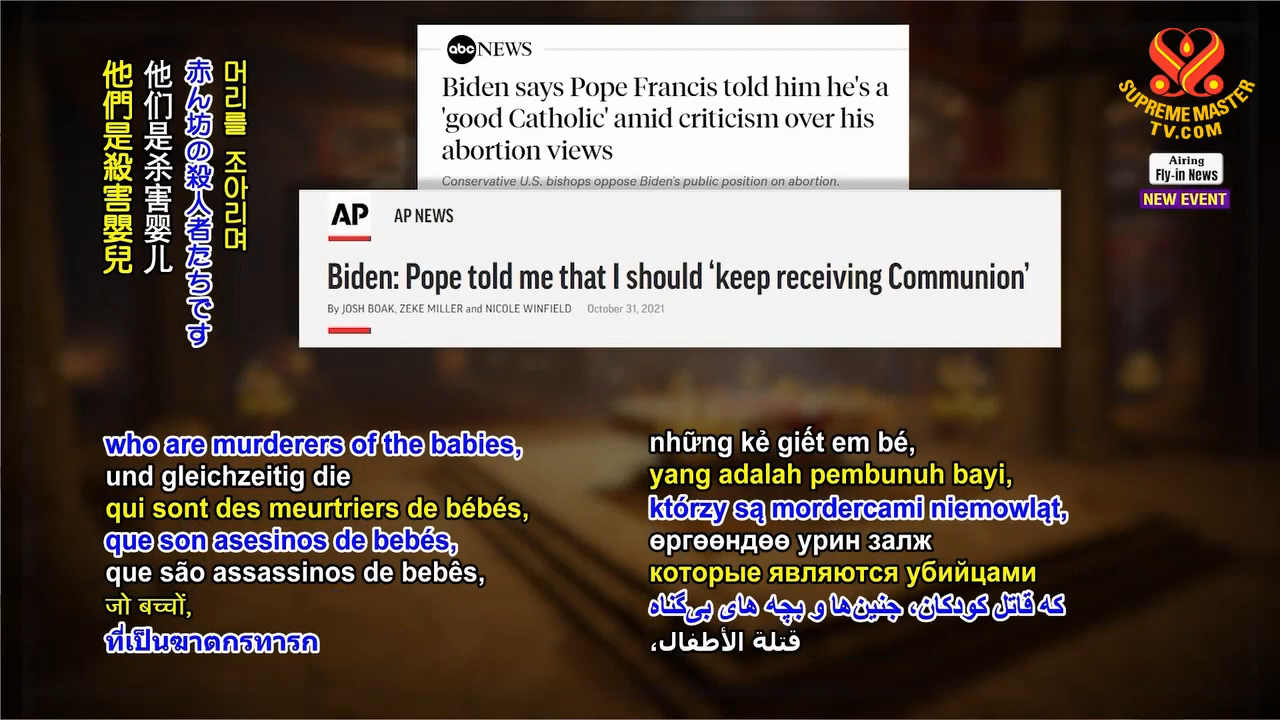 abc NEWS
Biden says Pope Francis told him he's a
'good Catholic' amid criticism over his
abortion views
Conservative U.S. bishops oppose Biden's public position on abortion.
AP AP NEWS
Biden: Pope told me that I should ‘keep receiving Communion’
By JOSH BOAK, ZEKE MILLER and NICOLE WINFIELD October 31, 2021
SUPREME MASTER
TV.COM
Airing
Fly-in News
NEW EVENT
머리를 조아리며
赤ん坊の殺人者たちです
他们是杀害婴儿
他們是殺害嬰兒
who are murderers of the babies,
und gleichzeitig die
qui sont des meurtriers de bébés,
que son asesinos de bebés,
que são assassinos de bebês,
जो बच्चों,
ที่เป็นฆาตกรทารก
những kẻ giết em bé,
yang adalah pembunuh bayi,
którzy są mordercami niemowląt,
өргөөндөө урин залж
которые являются убийцами
که قاتل کودکان، جنین‌ها و بچه های بی‌گناه
قتلة الأطفال،